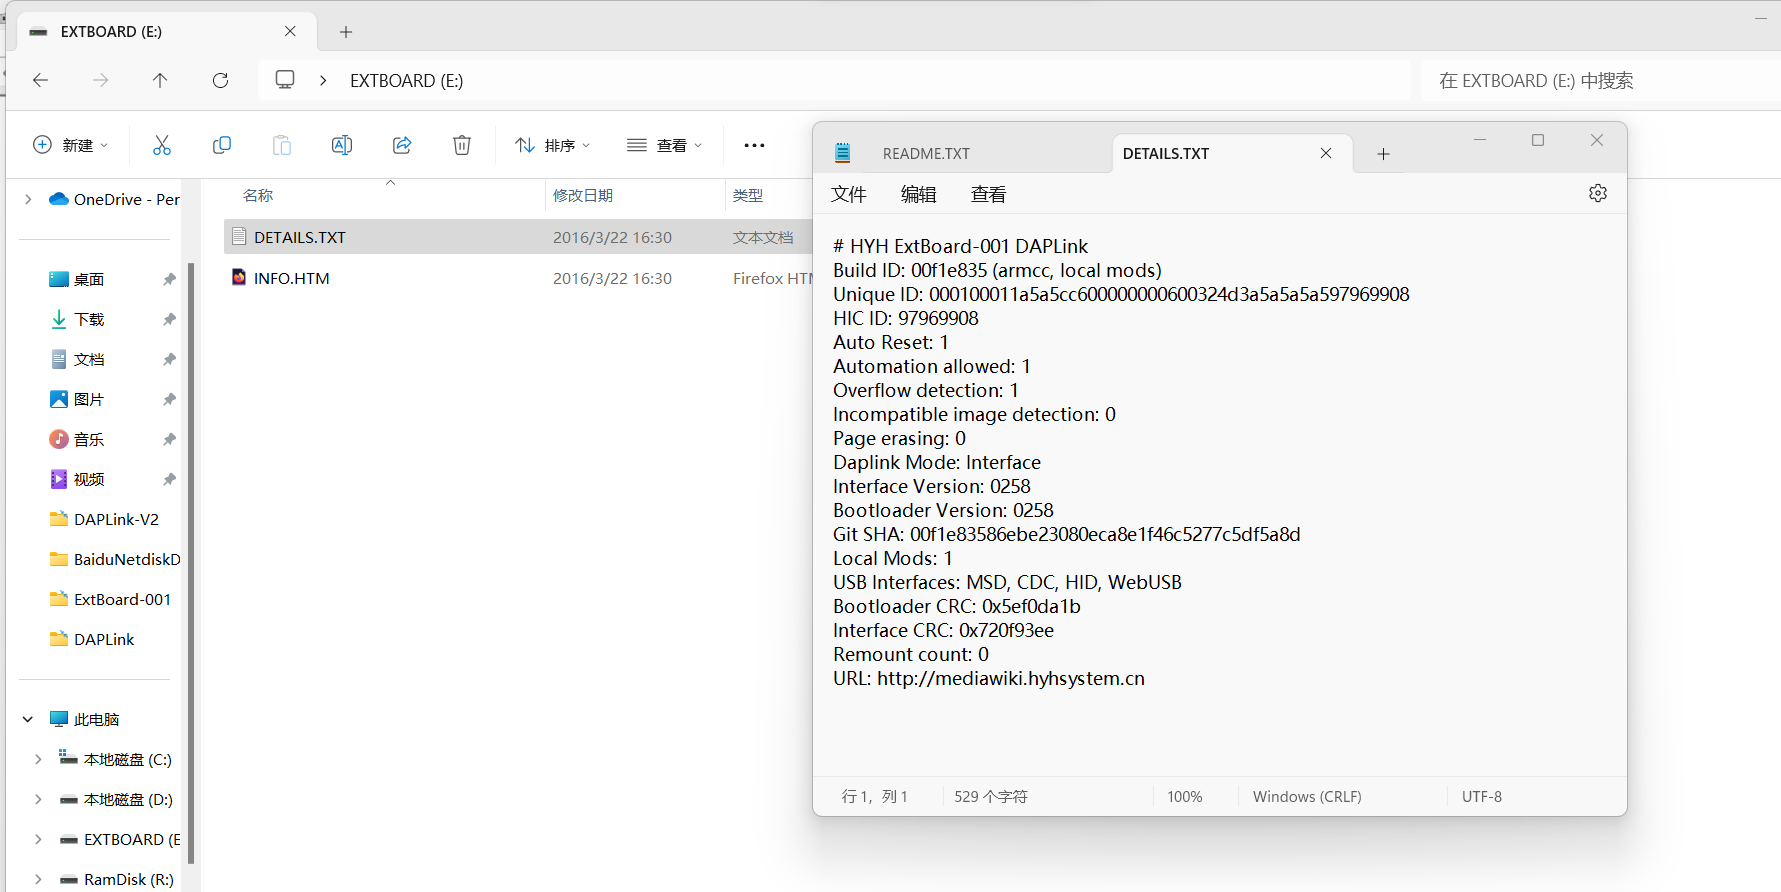 EXTBOARD (E:)
EXTBOARD (E:)
在 EXTBOARD (E:) 中搜索
新建
排序
查看
OneDrive - Per
桌面
下载
文档
图片
音乐
视频
DAPLink-V2
BaiduNetdiskD
ExtBoard-001
DAPLink
此电脑
本地磁盘 (C:)
本地磁盘 (D:)
EXTBOARD (E
RamDisk (R:)
名称 修改日期 类型
DETAILS.TXT 2016/3/22 16:30 文本文档
INFO.HTM 2016/3/22 16:30 Firefox HTM
README.TXT DETAILS.TXT
文件 编辑 查看
# HYH ExtBoard-001 DAPLink
Build ID: 00f1e835 (armcc, local mods)
Unique ID: 000100011a5a5cc600000000600324d3a5a5a5a597969908
HIC ID: 97969908
Auto Reset: 1
Automation allowed: 1
Overflow detection: 1
Incompatible image detection: 0
Page erasing: 0
Daplink Mode: Interface
Interface Version: 0258
Bootloader Version: 0258
Git SHA: 00f1e83586ebe23080eca8e1f46c5277c5df5a8d
Local Mods: 1
USB Interfaces: MSD, CDC, HID, WebUSB
Bootloader CRC: 0x5ef0da1b
Interface CRC: 0x720f93ee
Remount count: 0
URL: http://mediawiki.hyhsystem.cn
行 1，列 1 529 个字符 100% Windows (CRLF) UTF-8